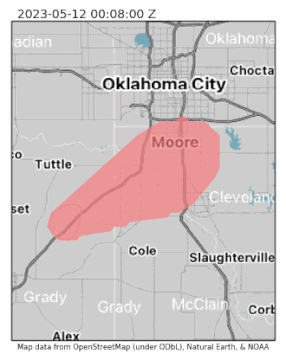 2023-05-12 00:08:00 Z
adian
Oklahoma
Chocta
Oklahoma City
Moore
co
Tuttle
Cleveland
set
Cole
Slaughterville
Grady
Grady
McClain
Corb
Alex
Map data from OpenStreetMap (under ODbL), Natural Earth, & NOAA